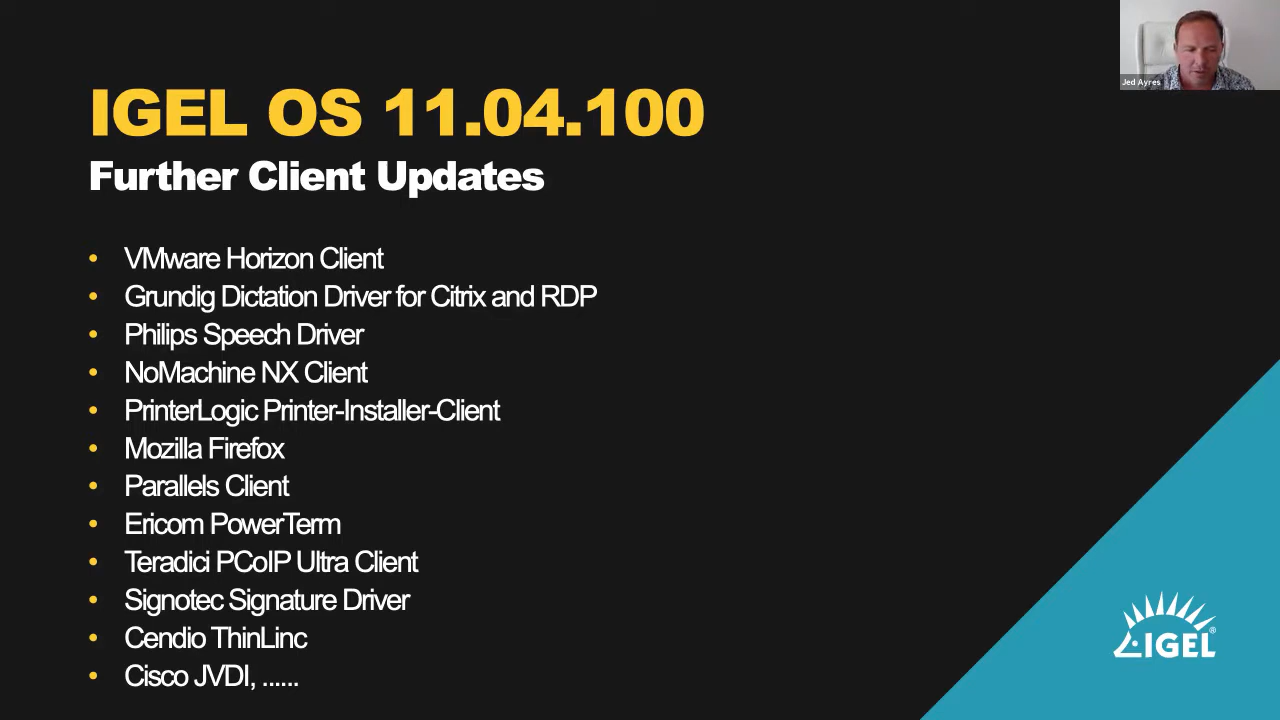 Jed Ayres
IGEL OS 11.04.100
Further Client Updates
• VMware Horizon Client
• Grundig Dictation Driver for Citrix and RDP
• Philips Speech Driver
• NoMachine NX Client
• PrinterLogic Printer-Installer-Client
• Mozilla Firefox
• Parallels Client
• Ericom PowerTerm
• Teradici PCoIP Ultra Client
• Signotec Signature Driver
• Cendio ThinLinc
• Cisco JVDI, ......
IGEL®